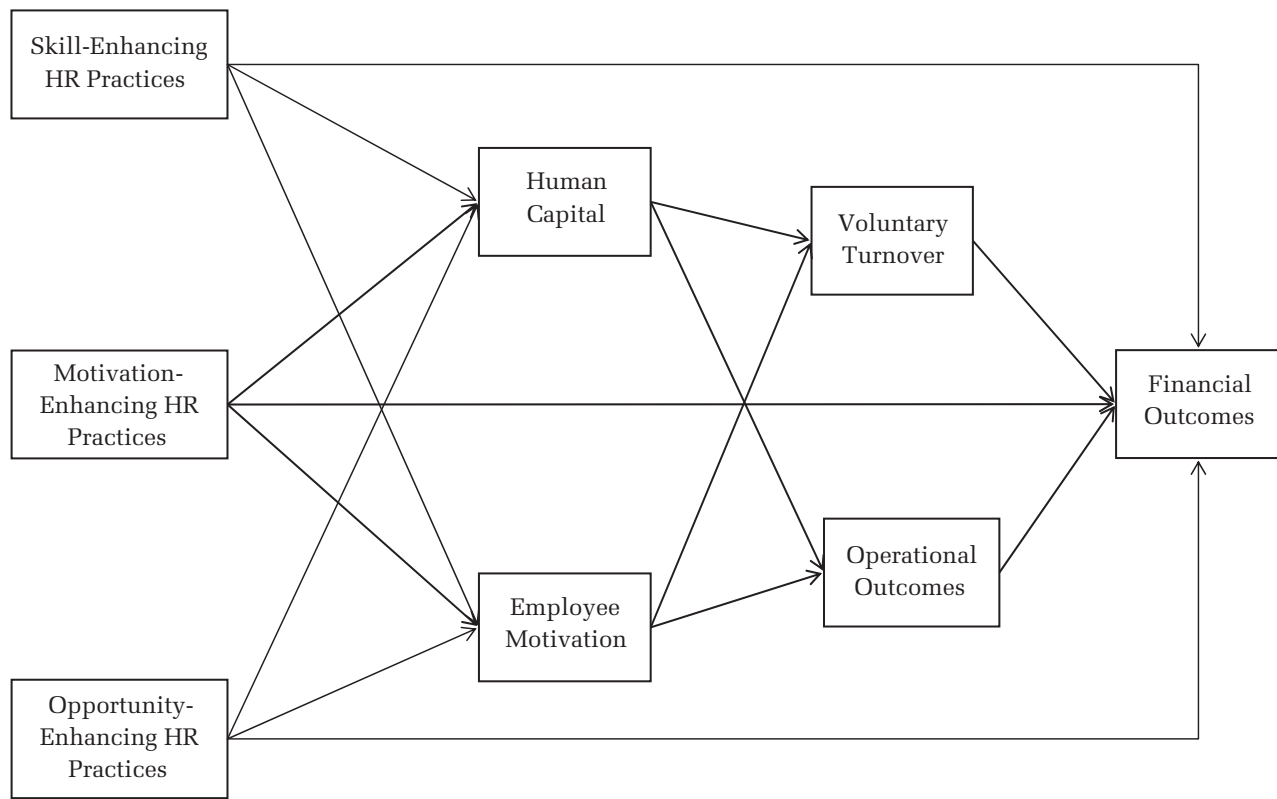 Skill-Enhancing
HR Practices
Human
Capital
Voluntary
Turnover
Motivation-
Enhancing HR
Practices
Financial
Outcomes
Operational
Outcomes
Employee
Motivation
Opportunity-
Enhancing HR
Practices